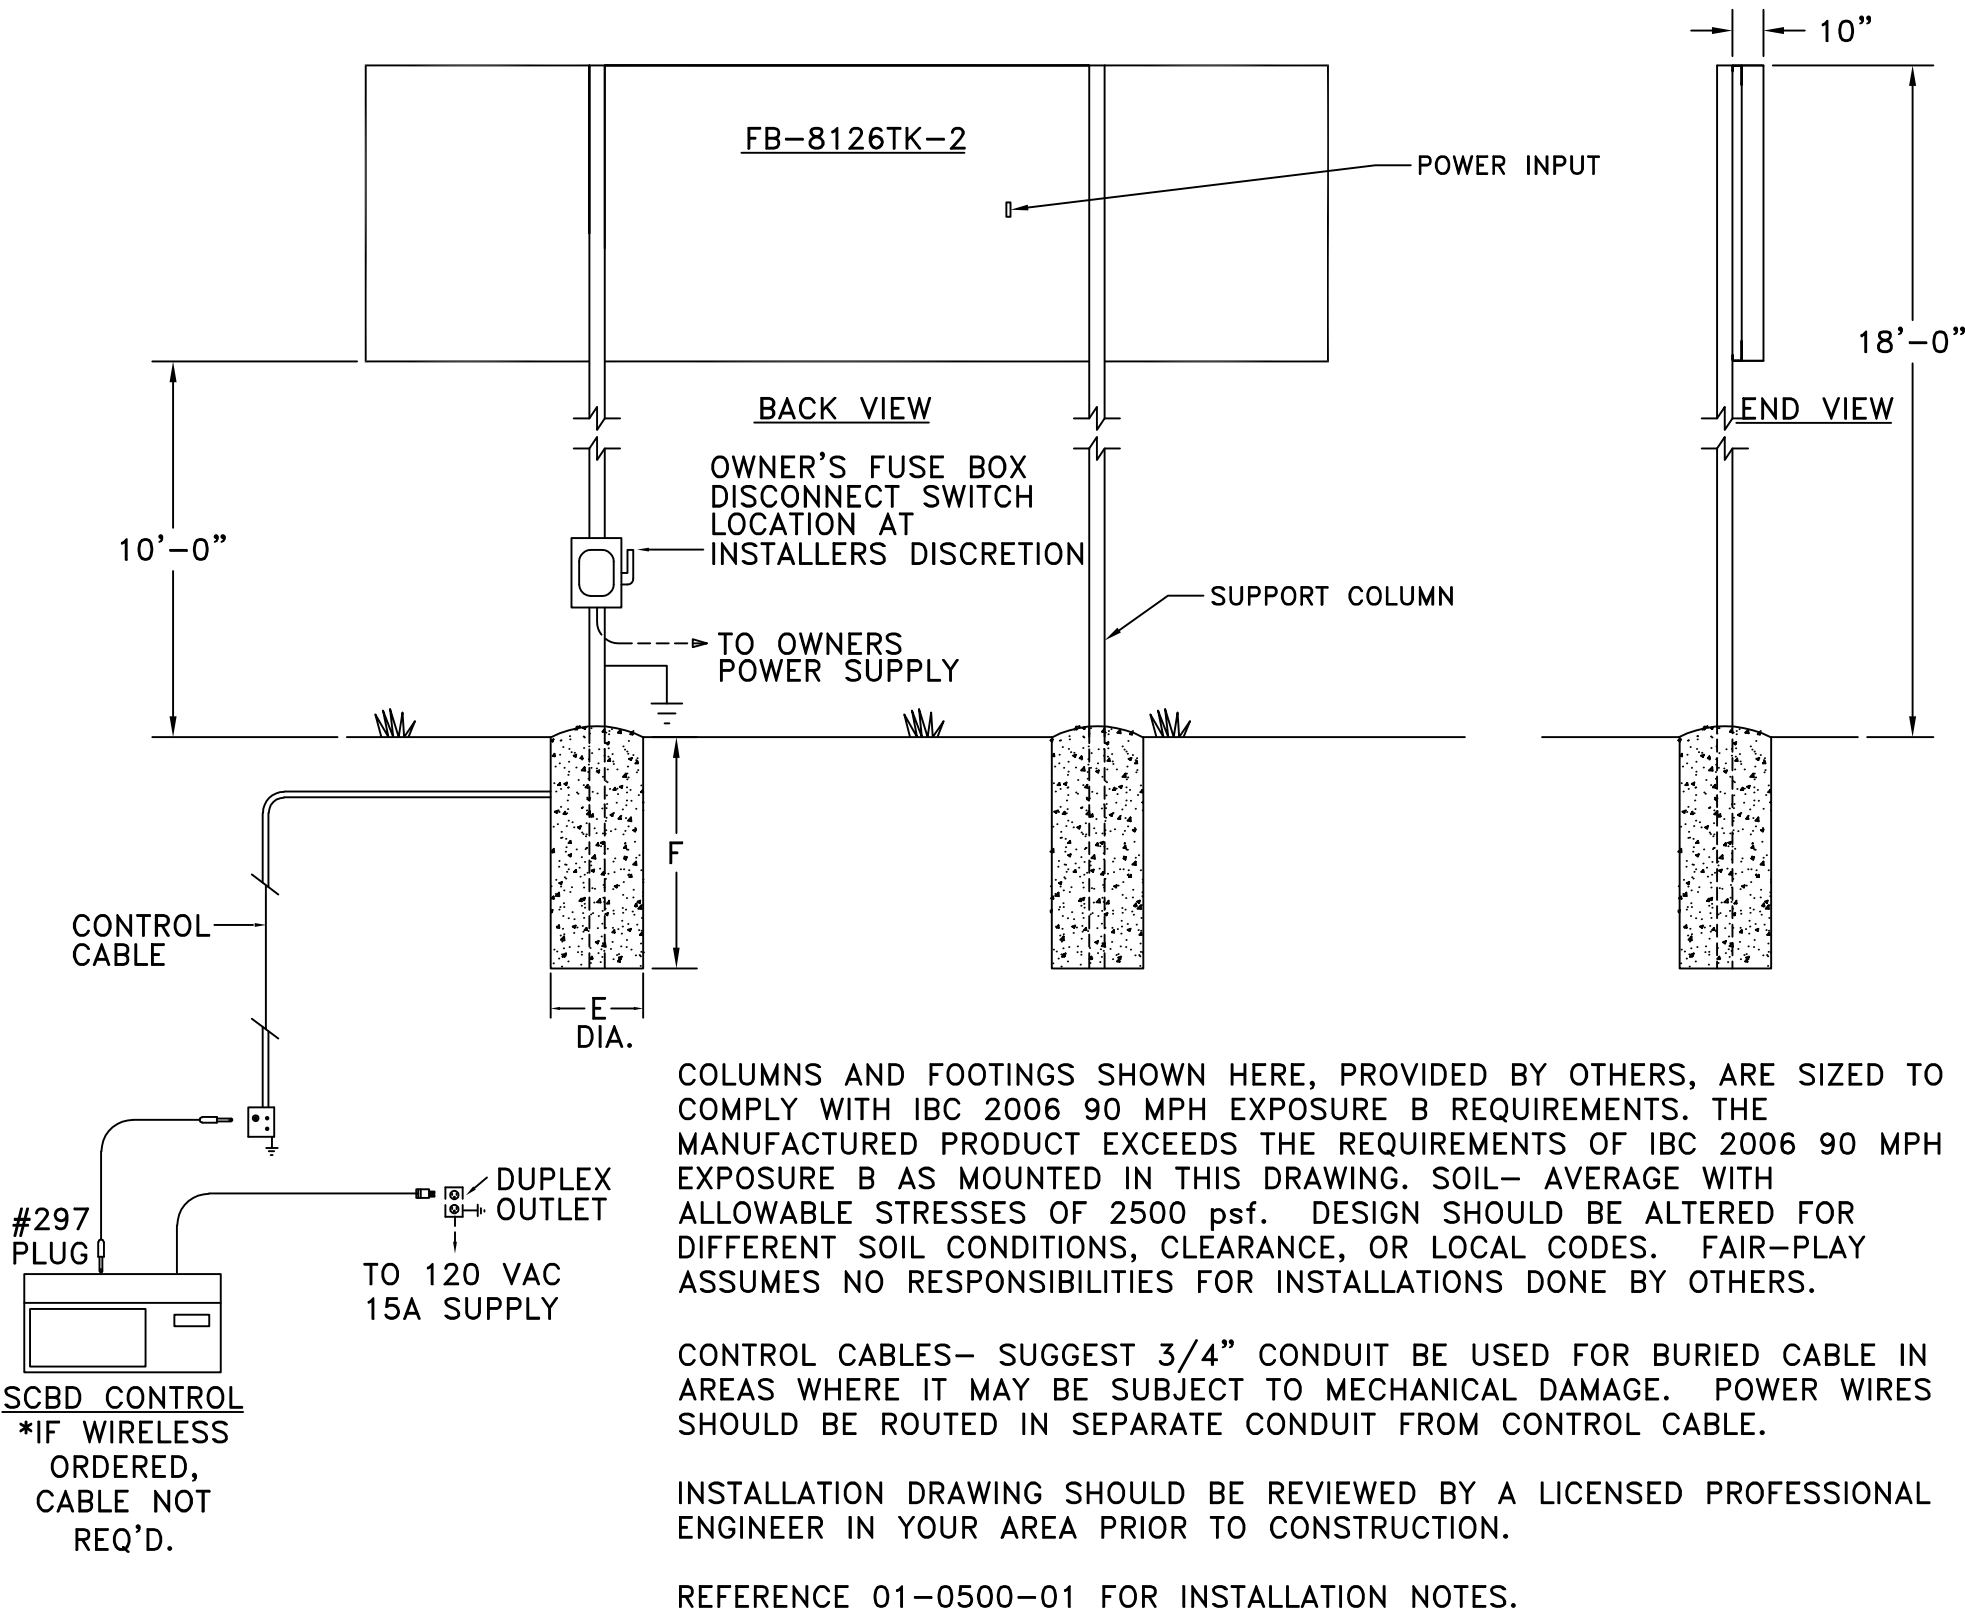 10”
FB–8126TK–2
POWER INPUT
18’–0”
BACK VIEW
END VIEW
OWNER’S FUSE BOX
DISCONNECT SWITCH
LOCATION AT
INSTALLERS DISCRETION
10’–0”
SUPPORT COLUMN
TO OWNERS
POWER SUPPLY
F
CONTROL
CABLE
E
DIA.
COLUMNS AND FOOTINGS SHOWN HERE, PROVIDED BY OTHERS, ARE SIZED TO
COMPLY WITH IBC 2006 90 MPH EXPOSURE B REQUIREMENTS. THE
MANUFACTURED PRODUCT EXCEEDS THE REQUIREMENTS OF IBC 2006 90 MPH
EXPOSURE B AS MOUNTED IN THIS DRAWING. SOIL– AVERAGE WITH
ALLOWABLE STRESSES OF 2500 psf. DESIGN SHOULD BE ALTERED FOR
DIFFERENT SOIL CONDITIONS, CLEARANCE, OR LOCAL CODES. FAIR–PLAY
ASSUMES NO RESPONSIBILITIES FOR INSTALLATIONS DONE BY OTHERS.
DUPLEX
OUTLET
#297
PLUG
TO 120 VAC
15A SUPPLY
CONTROL CABLES– SUGGEST 3/4” CONDUIT BE USED FOR BURIED CABLE IN
AREAS WHERE IT MAY BE SUBJECT TO MECHANICAL DAMAGE. POWER WIRES
SHOULD BE ROUTED IN SEPARATE CONDUIT FROM CONTROL CABLE.
SCBD CONTROL
*IF WIRELESS
ORDERED,
CABLE NOT
REQ’D.
INSTALLATION DRAWING SHOULD BE REVIEWED BY A LICENSED PROFESSIONAL
ENGINEER IN YOUR AREA PRIOR TO CONSTRUCTION.
REFERENCE 01–0500–01 FOR INSTALLATION NOTES.